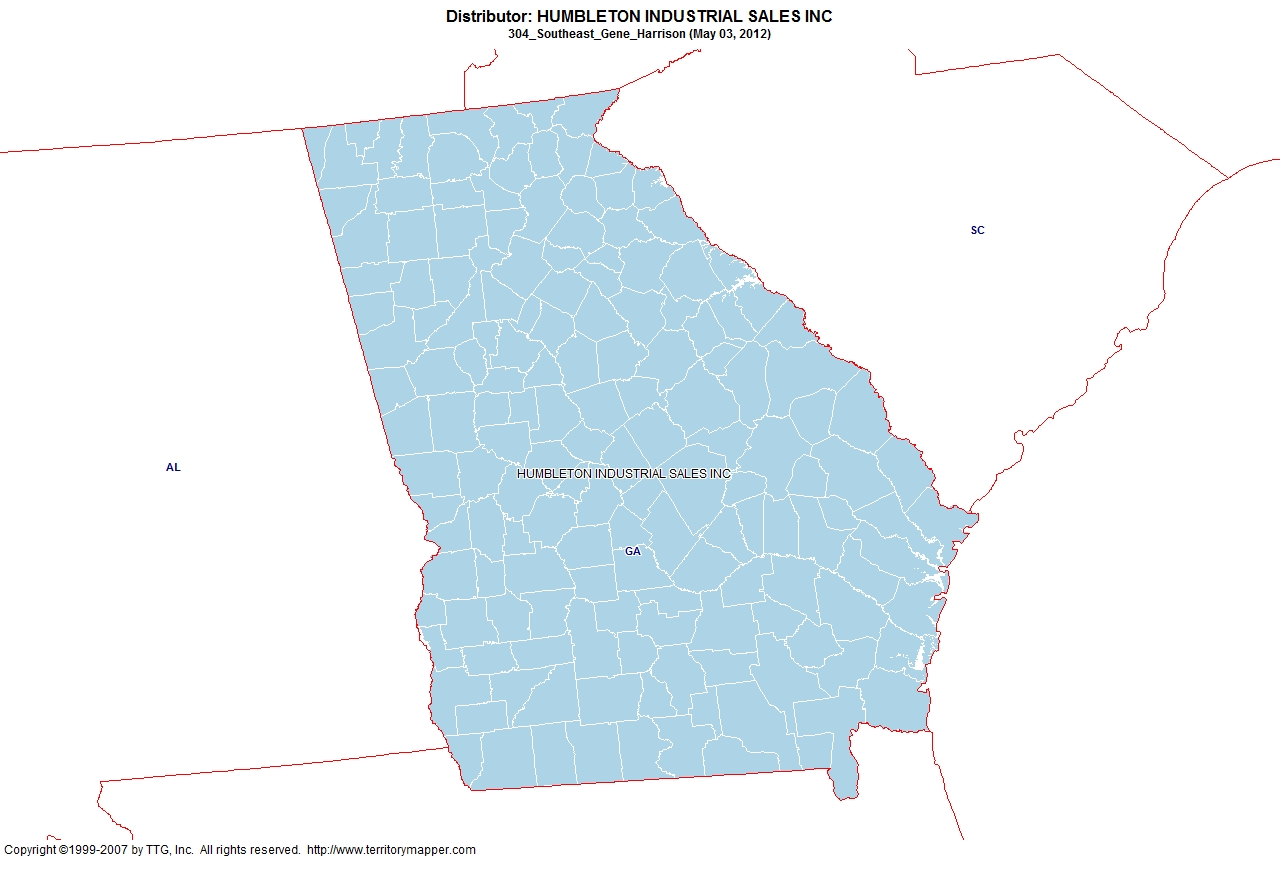 Distributor: HUMBLETON INDUSTRIAL SALES INC
304_Southeast_Gene_Harrison (May 03, 2012)
SC
AL
HUMBLETON INDUSTRIAL SALES INC
GA
Copyright ©1999-2007 by TTG, Inc. All rights reserved. http://www.territorymapper.com